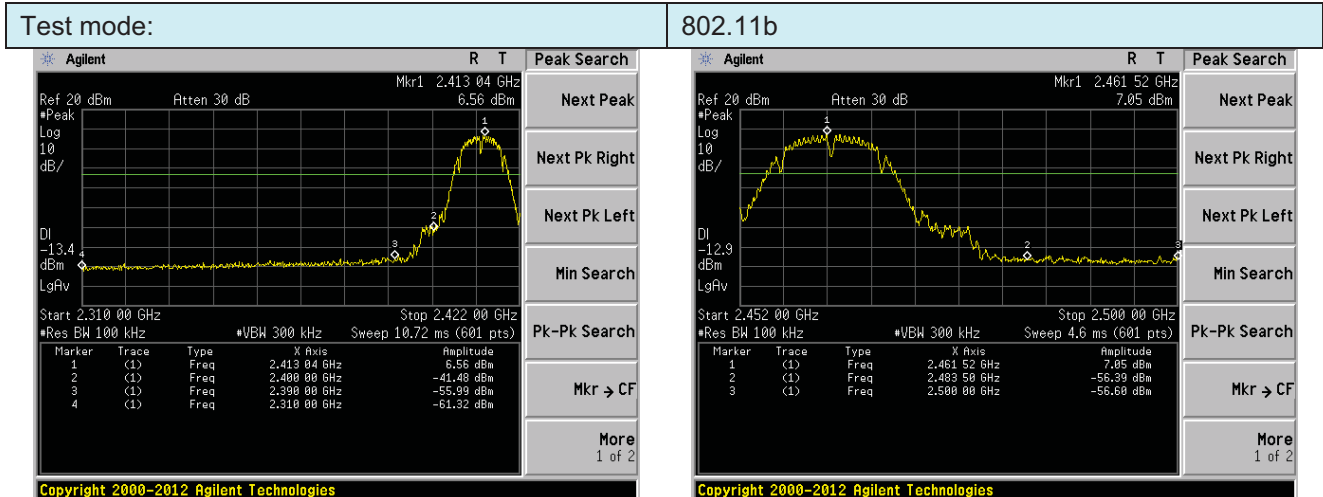 Test mode: 802.11b
Agilent R T Peak Search
Mkr1 2.413 04 GHz
Ref 20 dBm Atten 30 dB 6.56 dBm
#Peak
Log
10
dB/
1
2
3
4
DI
-13.4
dBm
LgAv
Start 2.310 00 GHz Stop 2.422 00 GHz
#Res BW 100 kHz #VBW 300 kHz Sweep 10.72 ms (601 pts)
Marker Trace Type X Axis Amplitude
1 (1) Freq 2.413 04 GHz 6.56 dBm
2 (1) Freq 2.400 00 GHz -41.48 dBm
3 (1) Freq 2.390 00 GHz -55.99 dBm
4 (1) Freq 2.310 00 GHz -61.32 dBm
Next Peak
Next Pk Right
Next Pk Left
Min Search
Pk-Pk Search
Mkr → CF
More
1 of 2
Copyright 2000-2012 Agilent Technologies
Agilent R T Peak Search
Mkr1 2.461 52 GHz
Ref 20 dBm Atten 30 dB 7.05 dBm
#Peak
Log
10
dB/
1
2
3
DI
-12.9
dBm
LgAv
Start 2.452 00 GHz Stop 2.500 00 GHz
#Res BW 100 kHz #VBW 300 kHz Sweep 4.6 ms (601 pts)
Marker Trace Type X Axis Amplitude
1 (1) Freq 2.461 52 GHz 7.05 dBm
2 (1) Freq 2.483 50 GHz -56.39 dBm
3 (1) Freq 2.500 00 GHz -56.60 dBm
Next Peak
Next Pk Right
Next Pk Left
Min Search
Pk-Pk Search
Mkr → CF
More
1 of 2
Copyright 2000-2012 Agilent Technologies